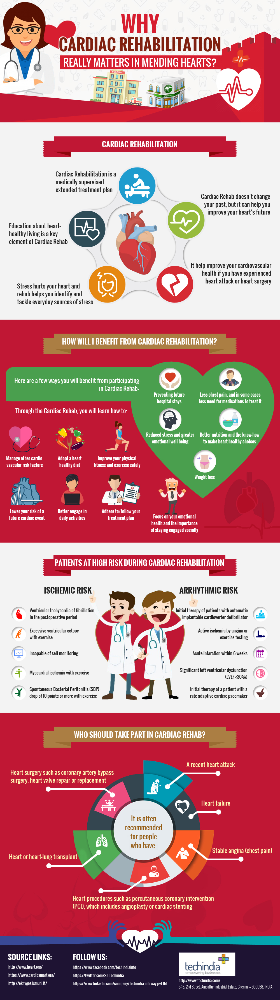 WHY
CARDIAC REHABILITATION
REALLY MATTERS IN MENDING HEARTS?
HOSPITAL
pharmacy
CARDIAC REHABILITATION
Cardiac Rehabilitation is a
medically supervised
extended treatment plan
Cardiac Rehab doesn't change
your past, but it can help you
improve your heart's future
Education about heart-
healthy living is a key
element of Cardiac Rehab
It help improve your cardiovascular
health if you have experienced
heart attack or heart surgery
Stress hurts your heart and
rehab helps you identify and
tackle everyday sources of stress
HOW WILL I BENEFIT FROM CARDIAC REHABILITATION?
Here are a few ways you will benefit from participating
in Cardiac Rehab:
Preventing future
hospital stays
Less chest pain, and in some cases
less need for medications to treat it
Reduced stress and greater
emotional well-being
Better nutrition and the know-how
to make heart healthy choices
Weight loss
Through the Cardiac Rehab, you will learn how to:
Manage other cardio
vascular risk factors
Adopt a heart
healthy diet
Improve your physical
fitness and exercise safely
Lower your risk of a
future cardiac event
Better engage in
daily activities
Adhere to/follow your
treatment plan
Focus on your emotional
health and the importance
of staying engaged socially
PATIENTS AT HIGH RISK DURING CARDIAC REHABILITATION
ISCHEMIC RISK
Ventricular tachycardia of fibrillation
in the postoperative period
Excessive ventricular ectopy
with exercise
Incapable of self-monitoring
Myocardial ischemia with exercise
Spontaneous Bacterial Peritonitis (SBP)
drop of 10 points or more with exercise
ARRHYTHMIC RISK
Initial therapy of patients with automatic
implantable cardioverter defibrillator
Active ischemia by angina or
exercise testing
Acute infarction within 6 weeks
Significant left ventricular dysfunction
(LVEF <30%)
30
Initial therapy of a patient with a
rate adaptive cardiac pacemaker
WHO SHOULD TAKE PART IN CARDIAC REHAB?
A recent heart attack
Heart surgery such as coronary artery bypass
surgery, heart valve repair or replacement
Heart failure
It is often
recommended
for people
who have:
Stable angina (chest pain)
Heart or heart-lung transplant
Heart procedures such as percutaneous coronary intervention
(PCI), which includes angioplasty or cardiac stenting
SOURCE LINKS:
http://www.heart.org/
https://www.cardiosmart.org/
http://eknygos.lsmuni.lt/
FOLLOW US:
https://www.facebook.com/techindiainfo
https://twitter.com/SJ_Techindia
https://www.linkedin.com/company/techindia-infoway-pvt-ltd-
techindia
empowering businesses
http://www.techindia.com/
B-15, 2nd Street, Ambattur Industrial Estate, Chennai - 600058. INDIA